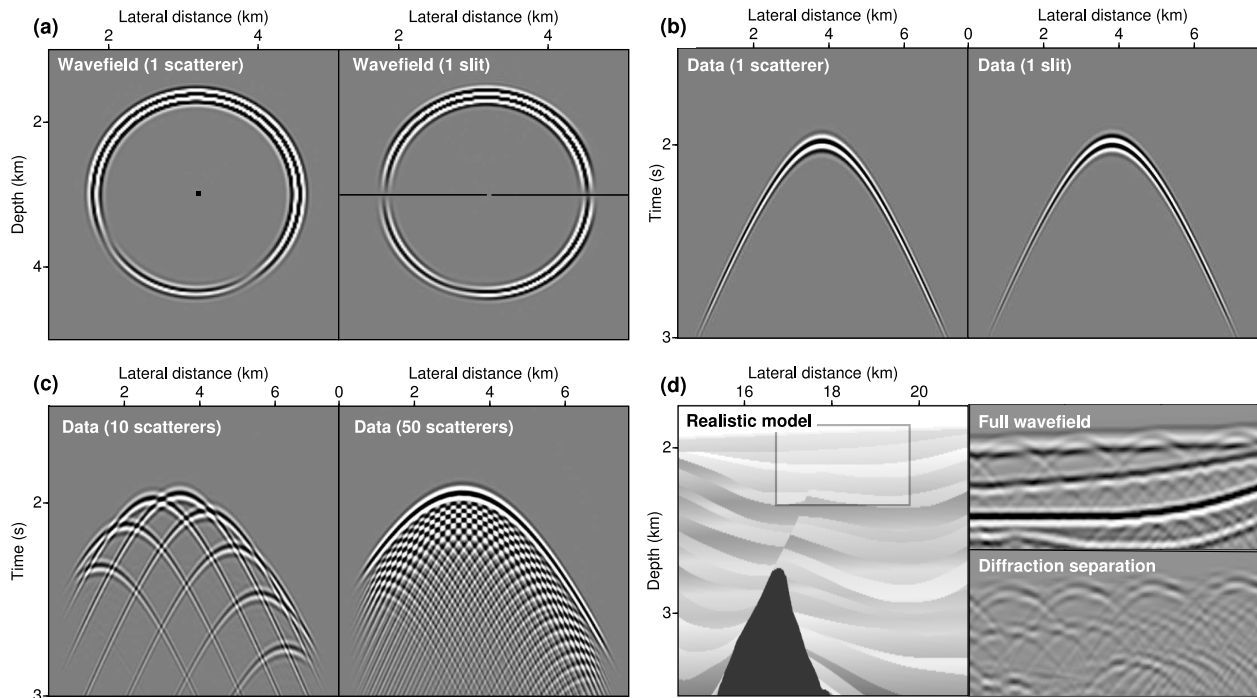 (a)
Lateral distance (km)
Lateral distance (km)
2
4
2
4
Wavefield (1 scatterer)
Wavefield (1 slit)
2
4
Depth (km)
(b)
Lateral distance (km)
Lateral distance (km)
2
4
6
0
2
4
6
Data (1 scatterer)
Data (1 slit)
2
3
Time (s)
(c)
Lateral distance (km)
Lateral distance (km)
2
4
6
0
2
4
6
Data (10 scatterers)
Data (50 scatterers)
2
3
Time (s)
(d)
Lateral distance (km)
16
18
20
Realistic model
Full wavefield
Diffraction separation
2
3
Depth (km)